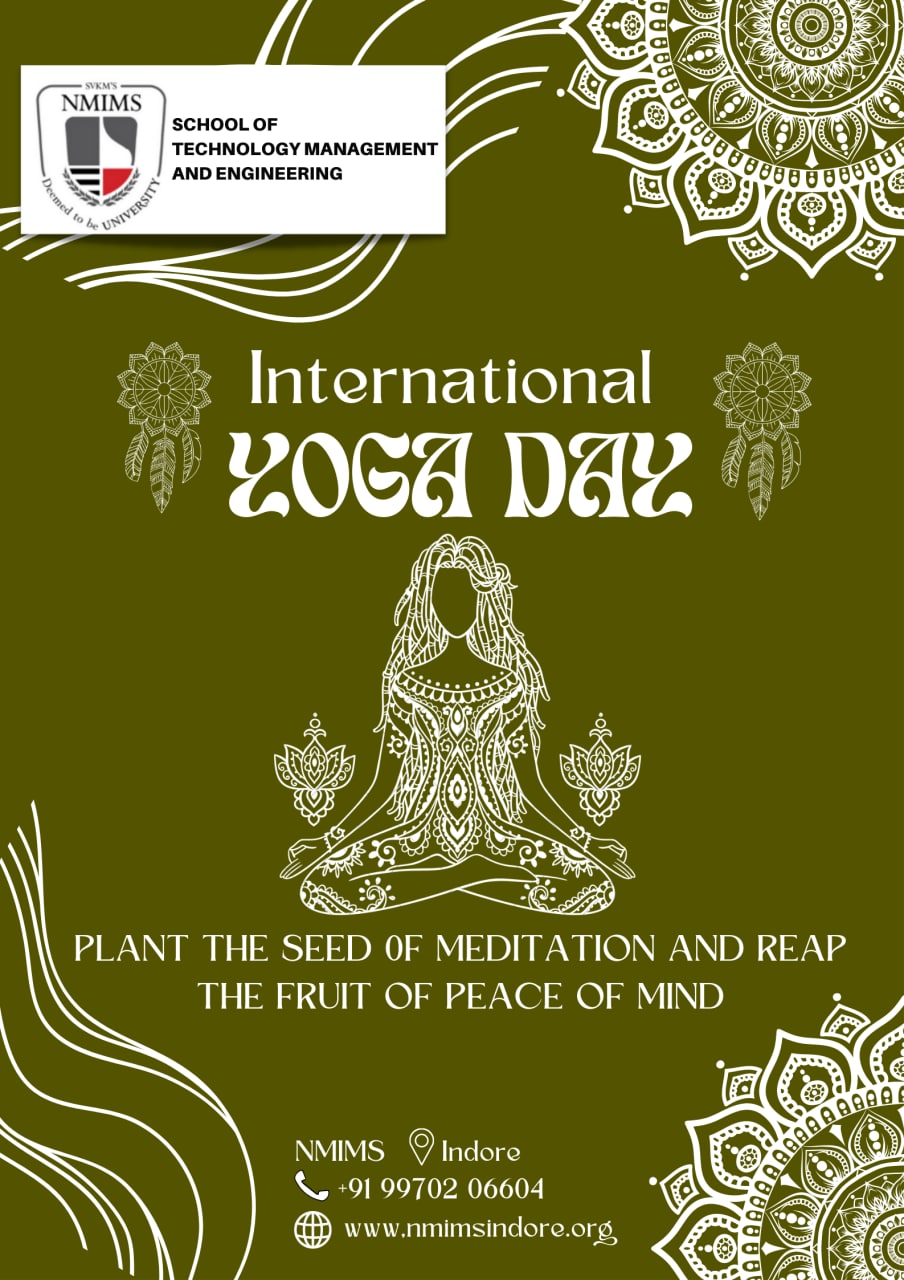 SVKM'S
NMIMS
Deemed to be UNIVERSITY
SCHOOL OF
TECHNOLOGY MANAGEMENT
AND ENGINEERING
International
YOGA DAY
PLANT THE SEED 0F MEDITATION AND REAP
THE FRUIT OF PEACE OF MIND
NMIMS Indore
+91 99702 06604
www.nmimsindore.org